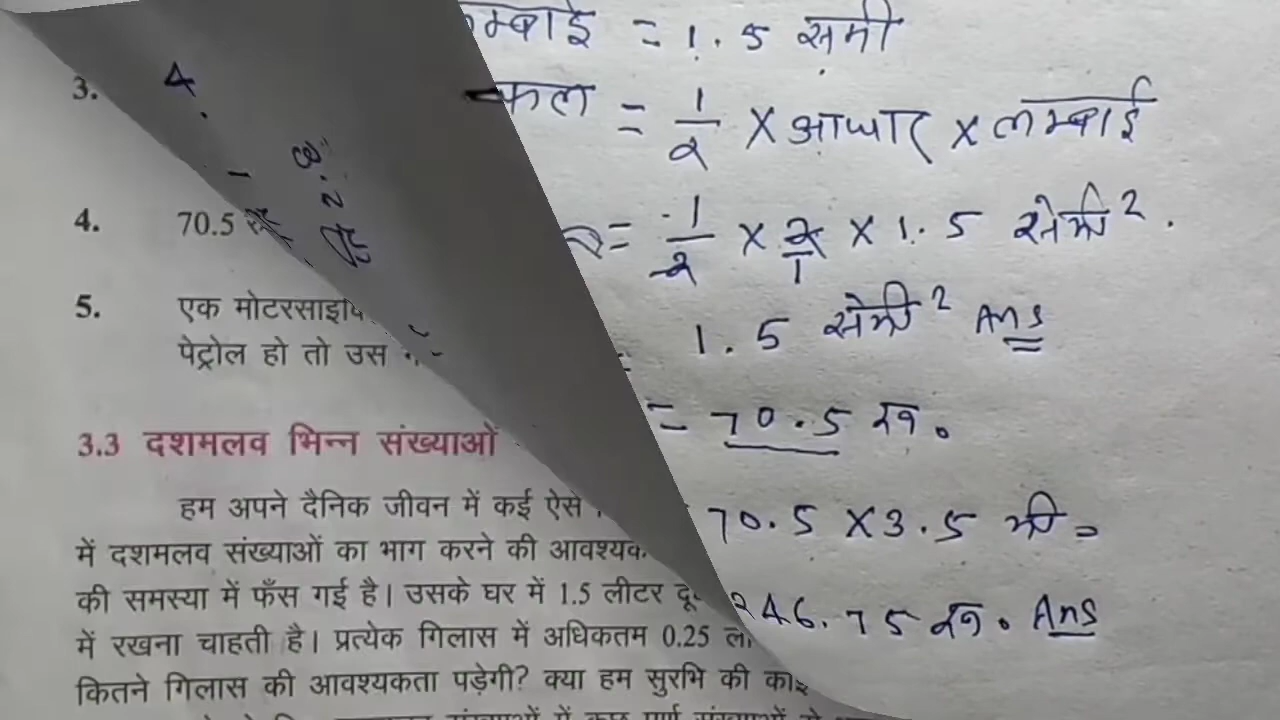 3.
4.
4. 70.5
3.2
5. एक मोटरसाइकि
पेट्रोल हो तो उस
3.3 दशमलव भिन्न संख्याओं
हम अपने दैनिक जीवन में कई ऐसे
में दशमलव संख्याओं का भाग करने की आवश्यक
की समस्या में फँस गई है। उसके घर में 1.5 लीटर दू
में रखना चाहती है। प्रत्येक गिलास में अधिकतम 0.25 ली
कितने गिलास की आवश्यकता पड़ेगी? क्या हम सुरभि की कोई
म्बाई = 1.5 सेमी
फल = 1/2 X आधार X लम्बाई
= 1/2 X 2/1 X 1.5 सेमी².
1.5 सेमी² Ans
= 70.5 रू.
70.5 X 3.5 मी =
246.75 रू. Ans